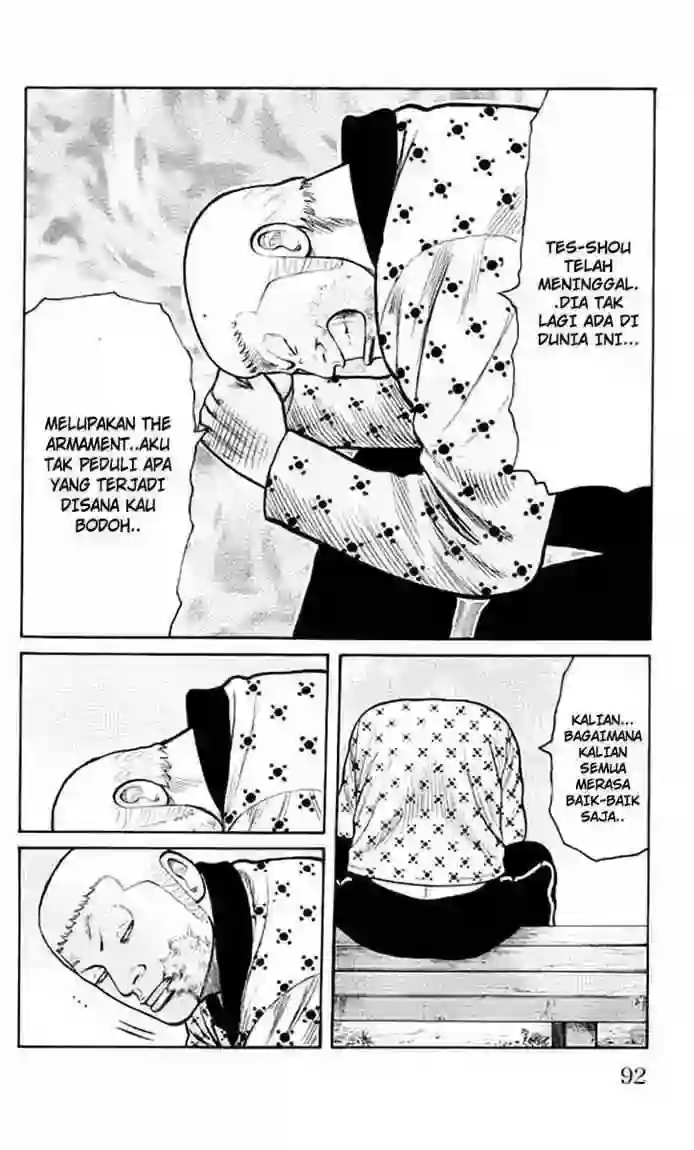 TES-SHOU
TELAH
MENINGGAL.
.DIA TAK
LAGI ADA DI
DUNIA INI...
MELUPAKAN THE
ARMAMENT..AKU
TAK PEDULI APA
YANG TERJADI
DISANA KAU
BODOH..
KALIAN...
BAGAIMANA
KALIAN
SEMUA
MERASA
BAIK-BAIK
SAJA..
92